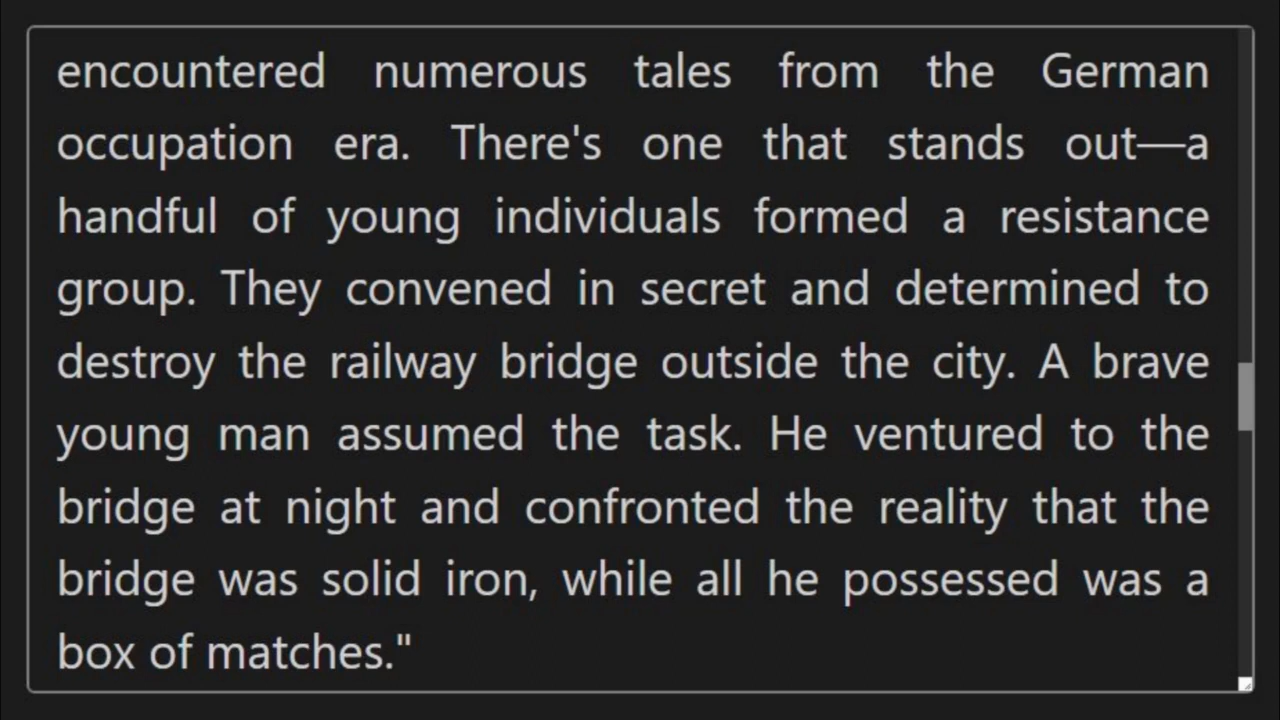 encountered numerous tales from the German
occupation era. There's one that stands out—a
handful of young individuals formed a resistance
group. They convened in secret and determined to
destroy the railway bridge outside the city. A brave
young man assumed the task. He ventured to the
bridge at night and confronted the reality that the
bridge was solid iron, while all he possessed was a
box of matches."